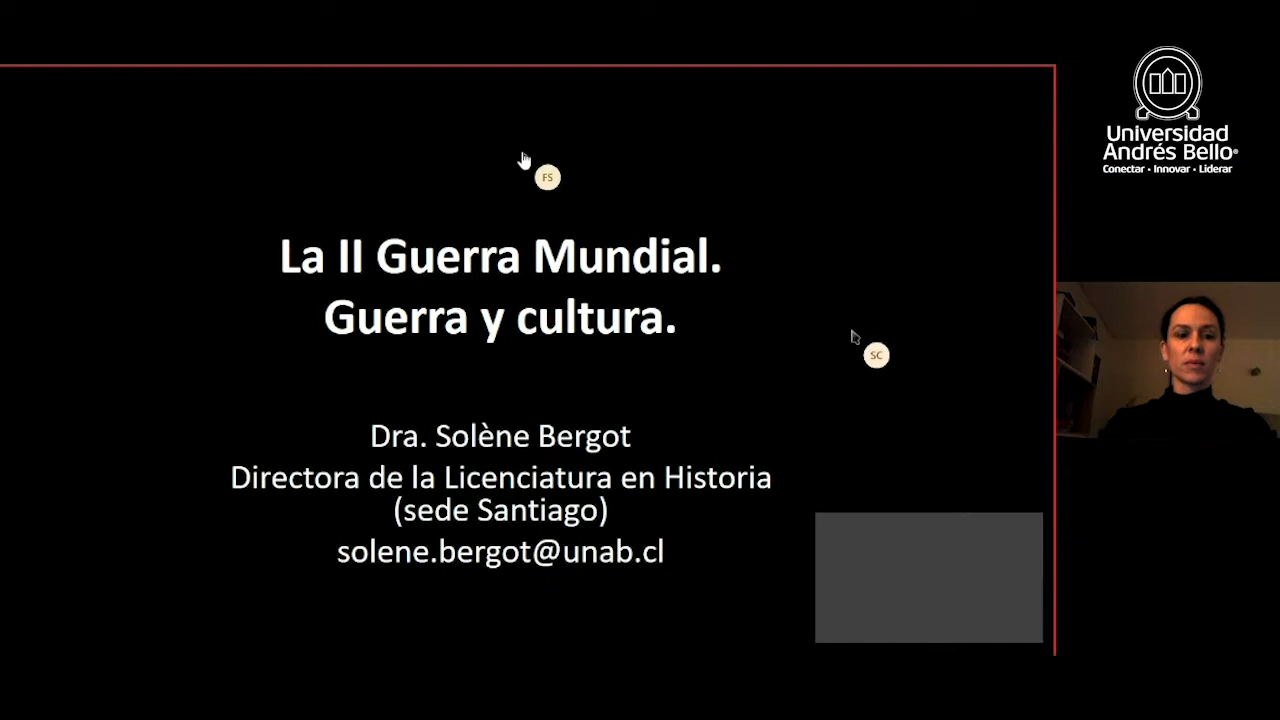 Universidad
Andrés Bello®
Conectar • Innovar • Liderar
FS
La II Guerra Mundial.
Guerra y cultura.
SC
Dra. Solène Bergot
Directora de la Licenciatura en Historia
(sede Santiago)
solene.bergot@unab.cl